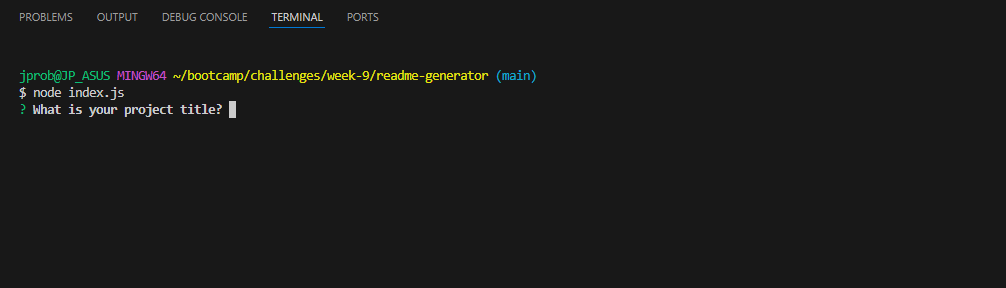 PROBLEMS OUTPUT DEBUG CONSOLE TERMINAL PORTS
jprob@JP_ASUS MINGW64 ~/bootcamp/challenges/week-9/readme-generator (main)
$ node index.js
? What is your project title?